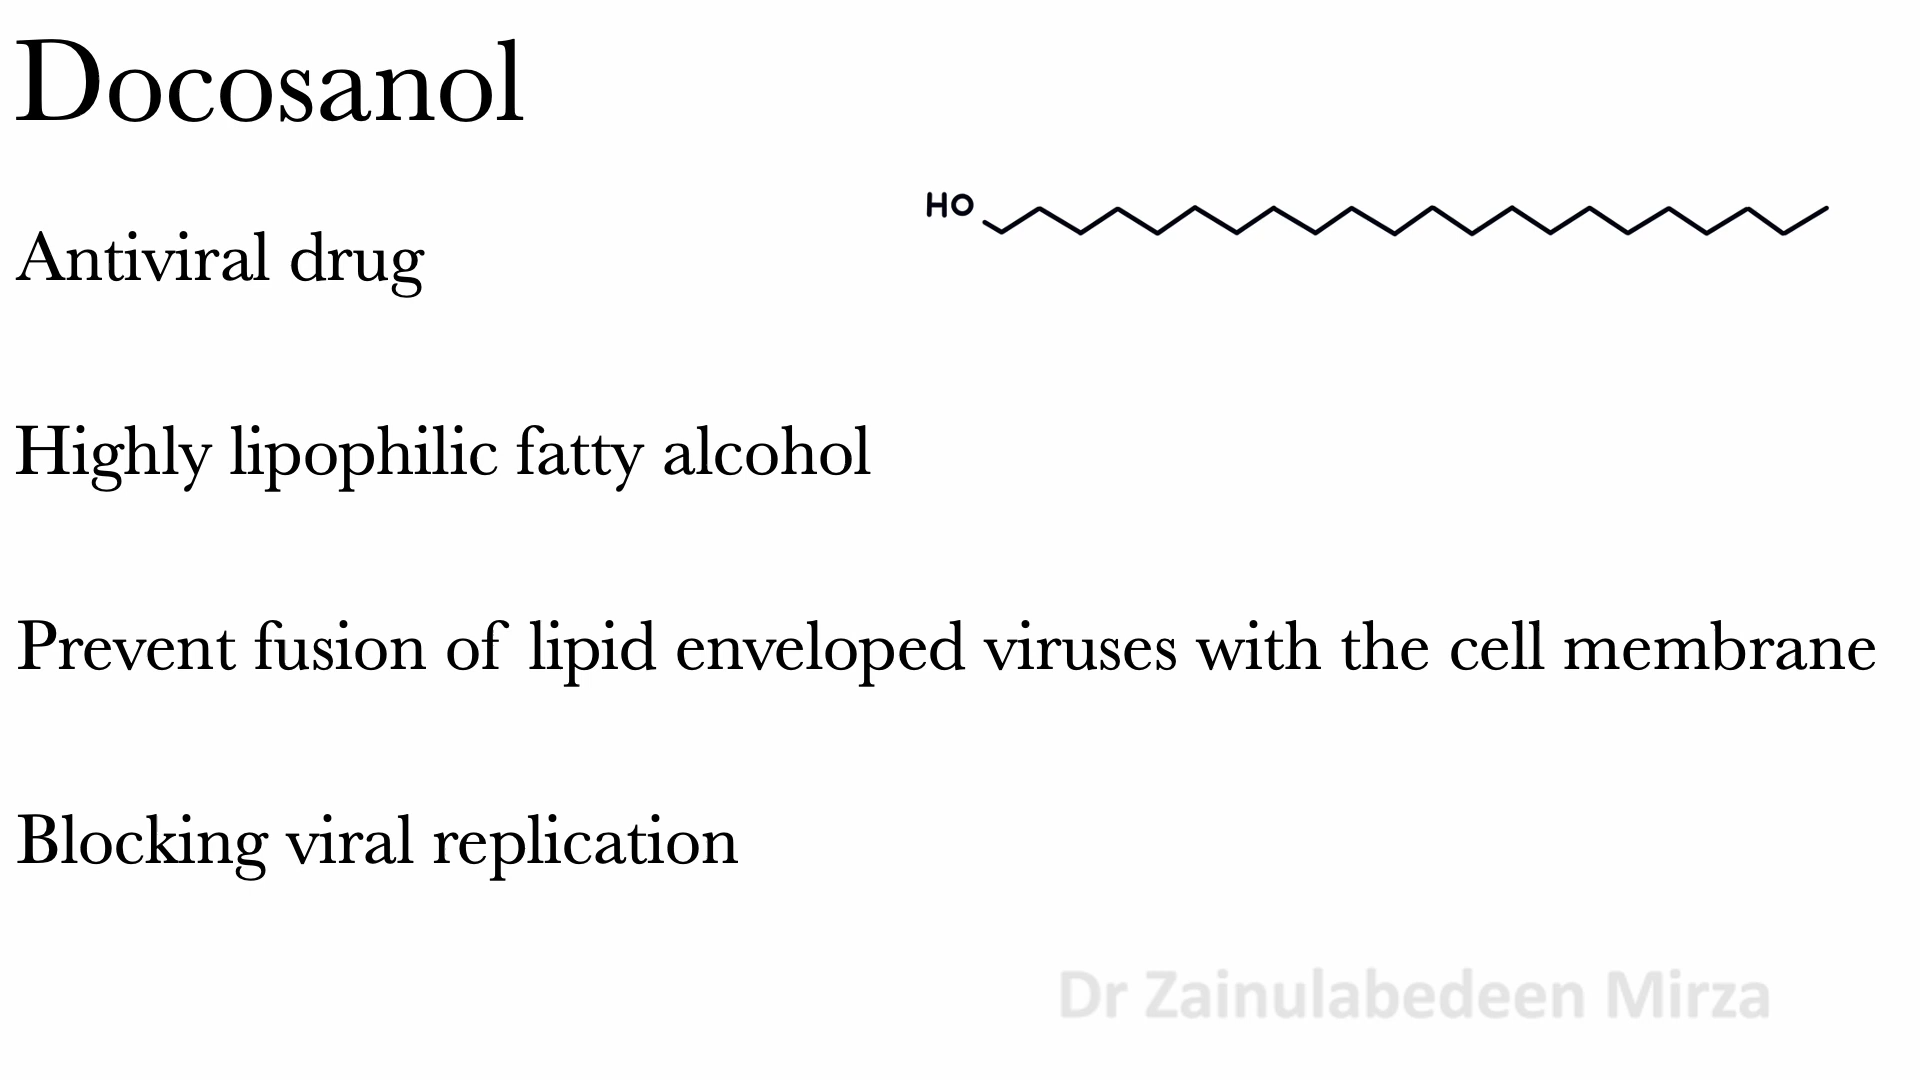 Docosanol
HO
Antiviral drug
Highly lipophilic fatty alcohol
Prevent fusion of lipid enveloped viruses with the cell membrane
Blocking viral replication
Dr Zainulabedeen Mirza